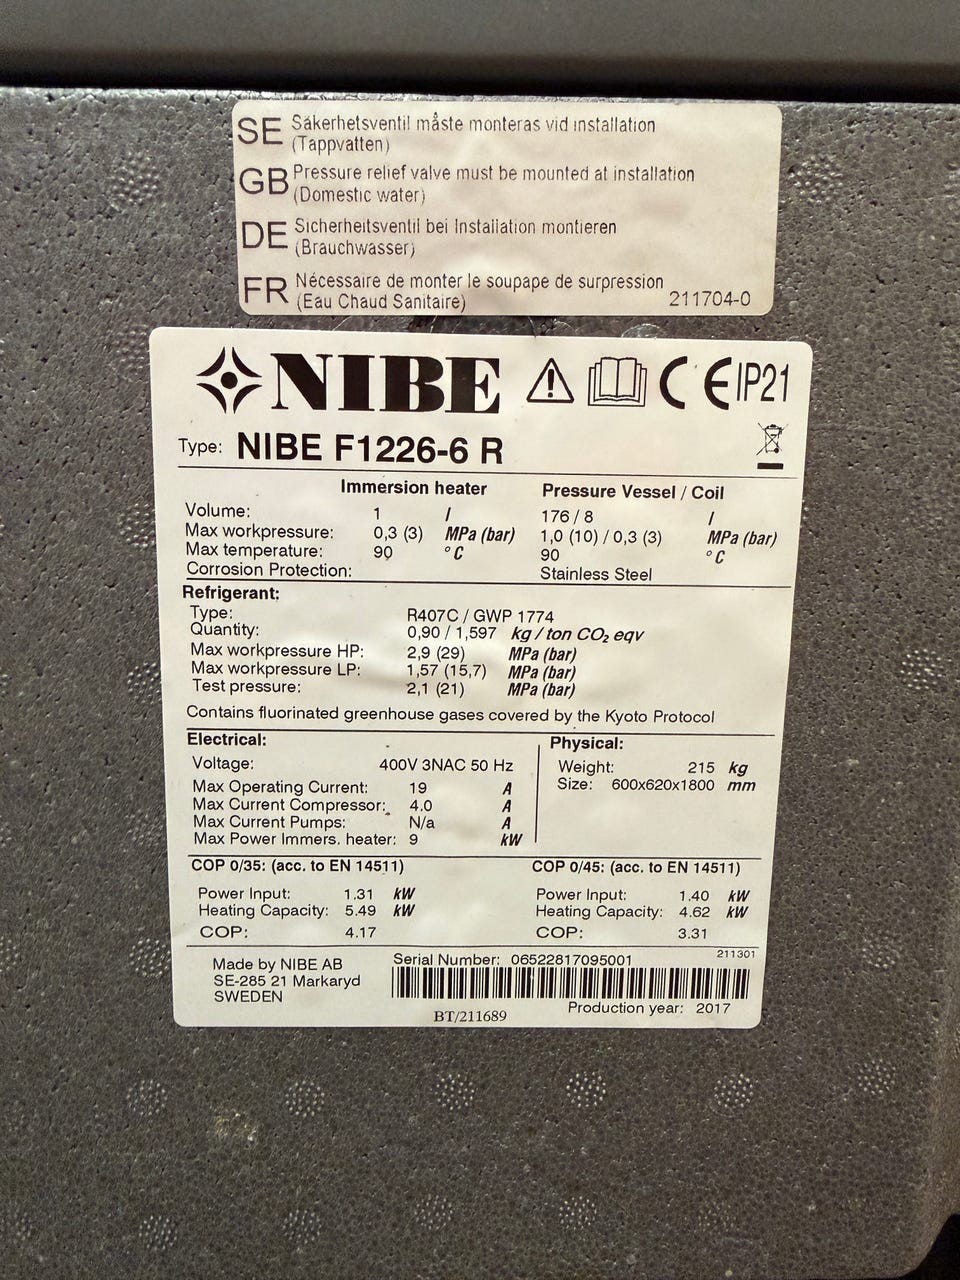 SE Säkerhetsventil måste monteras vid installation
(Tappvatten)
GB Pressure relief valve must be mounted at installation
(Domestic water)
DE Sicherheitsventil bei Installation montieren
(Brauchwasser)
FR Nécessaire de monter le soupape de surpression
(Eau Chaud Sanitaire) 211704-0
NIBE CE IP21
Type: NIBE F1226-6 R
Immersion heater Pressure Vessel / Coil
Volume: 1 l 176 / 8 l
Max workpressure: 0,3 (3) MPa (bar) 1,0 (10) / 0,3 (3) MPa (bar)
Max temperature: 90 °C 90 °C
Corrosion Protection: Stainless Steel
Refrigerant:
Type: R407C / GWP 1774
Quantity: 0,90 / 1,597 kg / ton CO₂ eqv
Max workpressure HP: 2,9 (29) MPa (bar)
Max workpressure LP: 1,57 (15,7) MPa (bar)
Test pressure: 2,1 (21) MPa (bar)
Contains fluorinated greenhouse gases covered by the Kyoto Protocol
Electrical: Physical:
Voltage: 400V 3NAC 50 Hz Weight: 215 kg
Max Operating Current: 19 A Size: 600x620x1800 mm
Max Current Compressor: 4.0 A
Max Current Pumps: N/a A
Max Power Immers. heater: 9 kW
COP 0/35: (acc. to EN 14511) COP 0/45: (acc. to EN 14511)
Power Input: 1.31 kW Power Input: 1.40 kW
Heating Capacity: 5.49 kW Heating Capacity: 4.62 kW
COP: 4.17 COP: 3.31
211301
Made by NIBE AB Serial Number: 06522817095001
SE-285 21 Markaryd
SWEDEN Production year: 2017
BT/211689